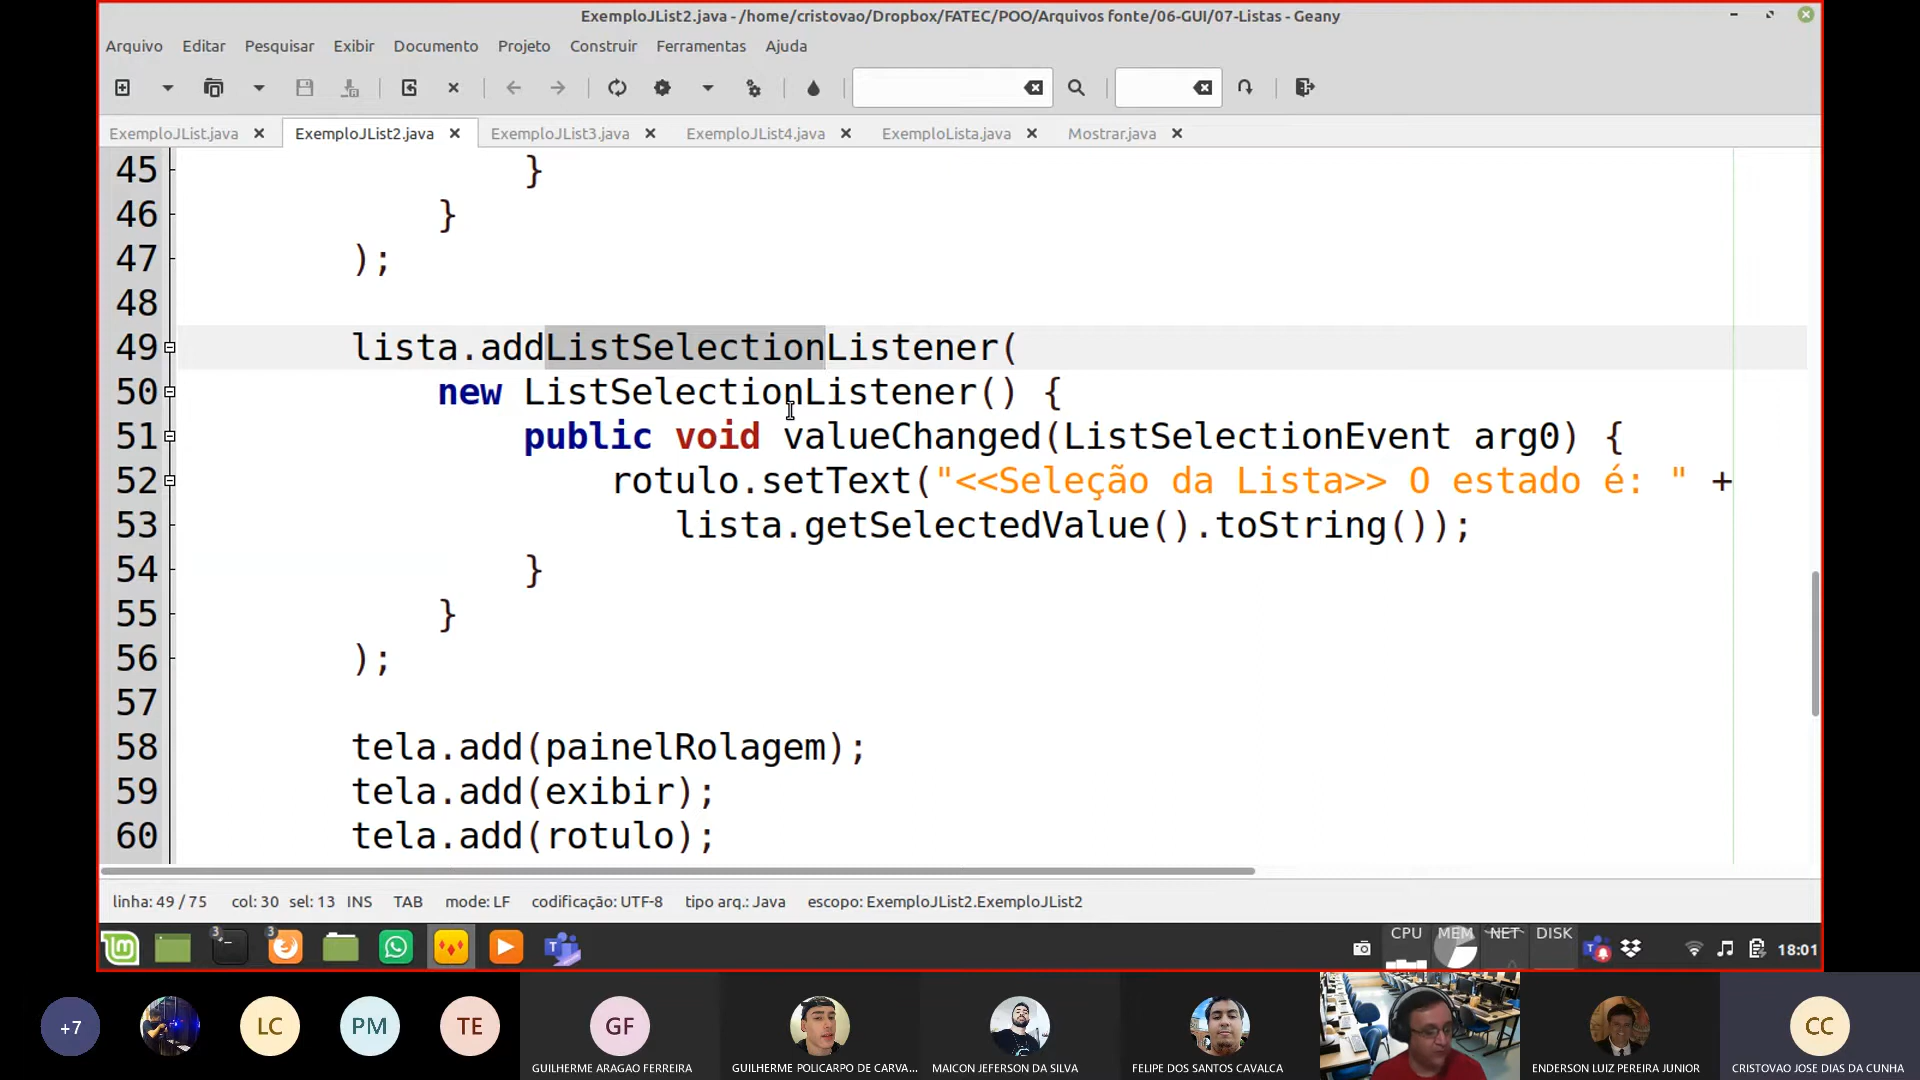 ExemploJList2.java - /home/cristovao/Dropbox/FATEC/POO/Arquivos fonte/06-GUI/07-Listas - Geany
Arquivo Editar Pesquisar Exibir Documento Projeto Construir Ferramentas Ajuda
ExemploJList.java ExemploJList2.java ExemploJList3.java ExemploJList4.java ExemploLista.java Mostrar.java
45 }
46 }
47 );
48
49 lista.addListSelectionListener(
50 new ListSelectionListener() {
51 public void valueChanged(ListSelectionEvent arg0) {
52 rotulo.setText("<<Seleção da Lista>> O estado é: " +
53 lista.getSelectedValue().toString());
54 }
55 }
56 );
57
58 tela.add(painelRolagem);
59 tela.add(exibir);
60 tela.add(rotulo);
linha: 49 / 75 col: 30 sel: 13 INS TAB mode: LF codificação: UTF-8 tipo arq.: Java escopo: ExemploJList2.ExemploJList2
3 3 CPU MEM NET DISK 18:01
+7 LC PM TE GF CC
GUILHERME ARAGAO FERREIRA GUILHERME POLICARPO DE CARVA... MAICON JEFERSON DA SILVA FELIPE DOS SANTOS CAVALCA ENDERSON LUIZ PEREIRA JUNIOR CRISTOVAO JOSE DIAS DA CUNHA